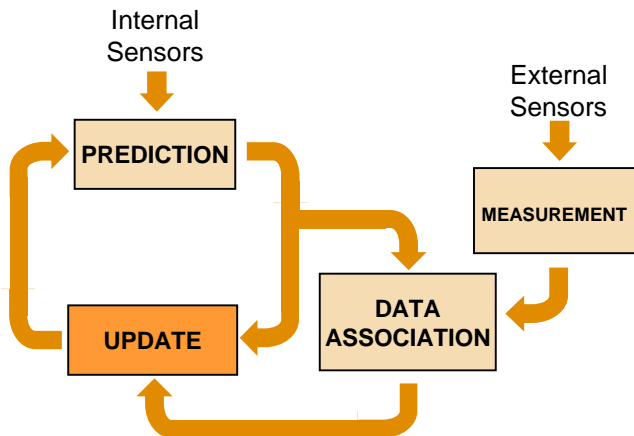 Internal
Sensors
External
Sensors
PREDICTION
MEASUREMENT
DATA
ASSOCIATION
UPDATE